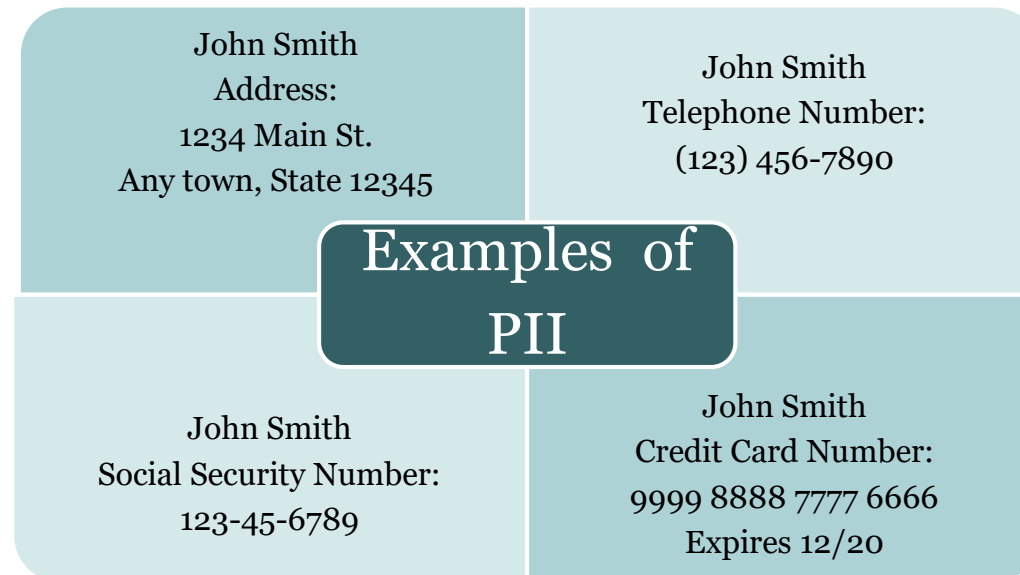 John Smith
Address:
1234 Main St.
Any town, State 12345
John Smith
Telephone Number:
(123) 456-7890
Examples of
PII
John Smith
Social Security Number:
123-45-6789
John Smith
Credit Card Number:
9999 8888 7777 6666
Expires 12/20